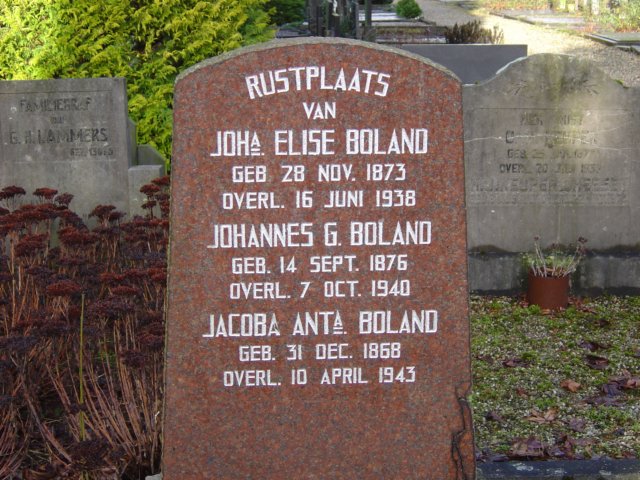 RUSTPLAATS
VAN
JOHA ELISE BOLAND
GEB 28 NOV. 1873
OVERL. 16 JUNI 1938
JOHANNES G. BOLAND
GEB. 14 SEPT. 1876
OVERL. 7 OCT. 1940
JACOBA ANTA BOLAND
GEB. 31 DEC. 1868
OVERL. 10 APRIL 1943
FAMILIEGRAF
LAMMERS